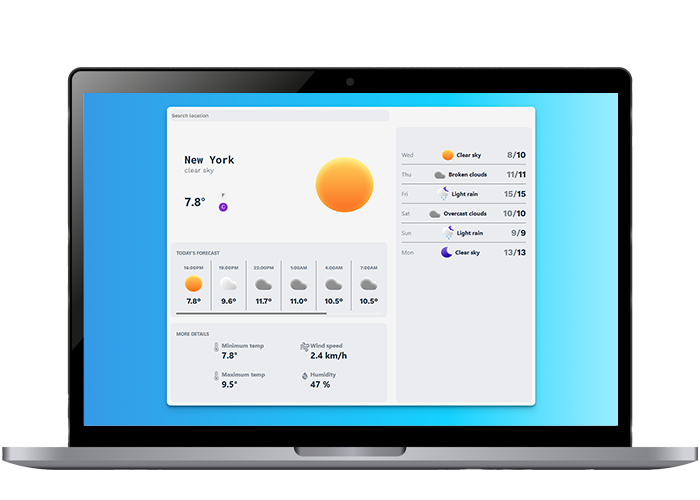 Search location
New York
clear sky
7.8°
F
C
TODAY'S FORECAST
16:00PM 19:00PM 22:00PM 1:00AM 4:00AM 7:00AM
7.8° 9.6° 11.7° 11.0° 10.5° 10.5°
MORE DETAILS
Minimum temp
7.8°
Wind speed
2.4 km/h
Maximum temp
9.5°
Humidity
47 %
Wed Clear sky 8/10
Thu Broken clouds 11/11
Fri Light rain 15/15
Sat Overcast clouds 10/10
Sun Light rain 9/9
Mon Clear sky 13/13